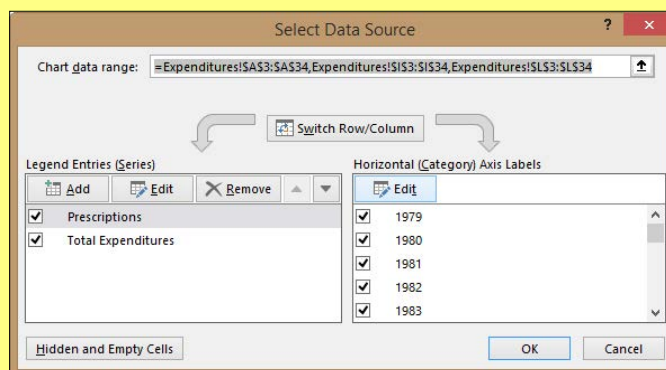 Select Data Source
? ×
Chart data range: =Expenditures!$A$3:$A$34,Expenditures!$I$3:$I$34,Expenditures!$L$3:$L$34
Switch Row/Column
Legend Entries (Series)
Add Edit Remove
Prescriptions
Total Expenditures
Horizontal (Category) Axis Labels
Edit
1979
1980
1981
1982
1983
Hidden and Empty Cells
OK Cancel